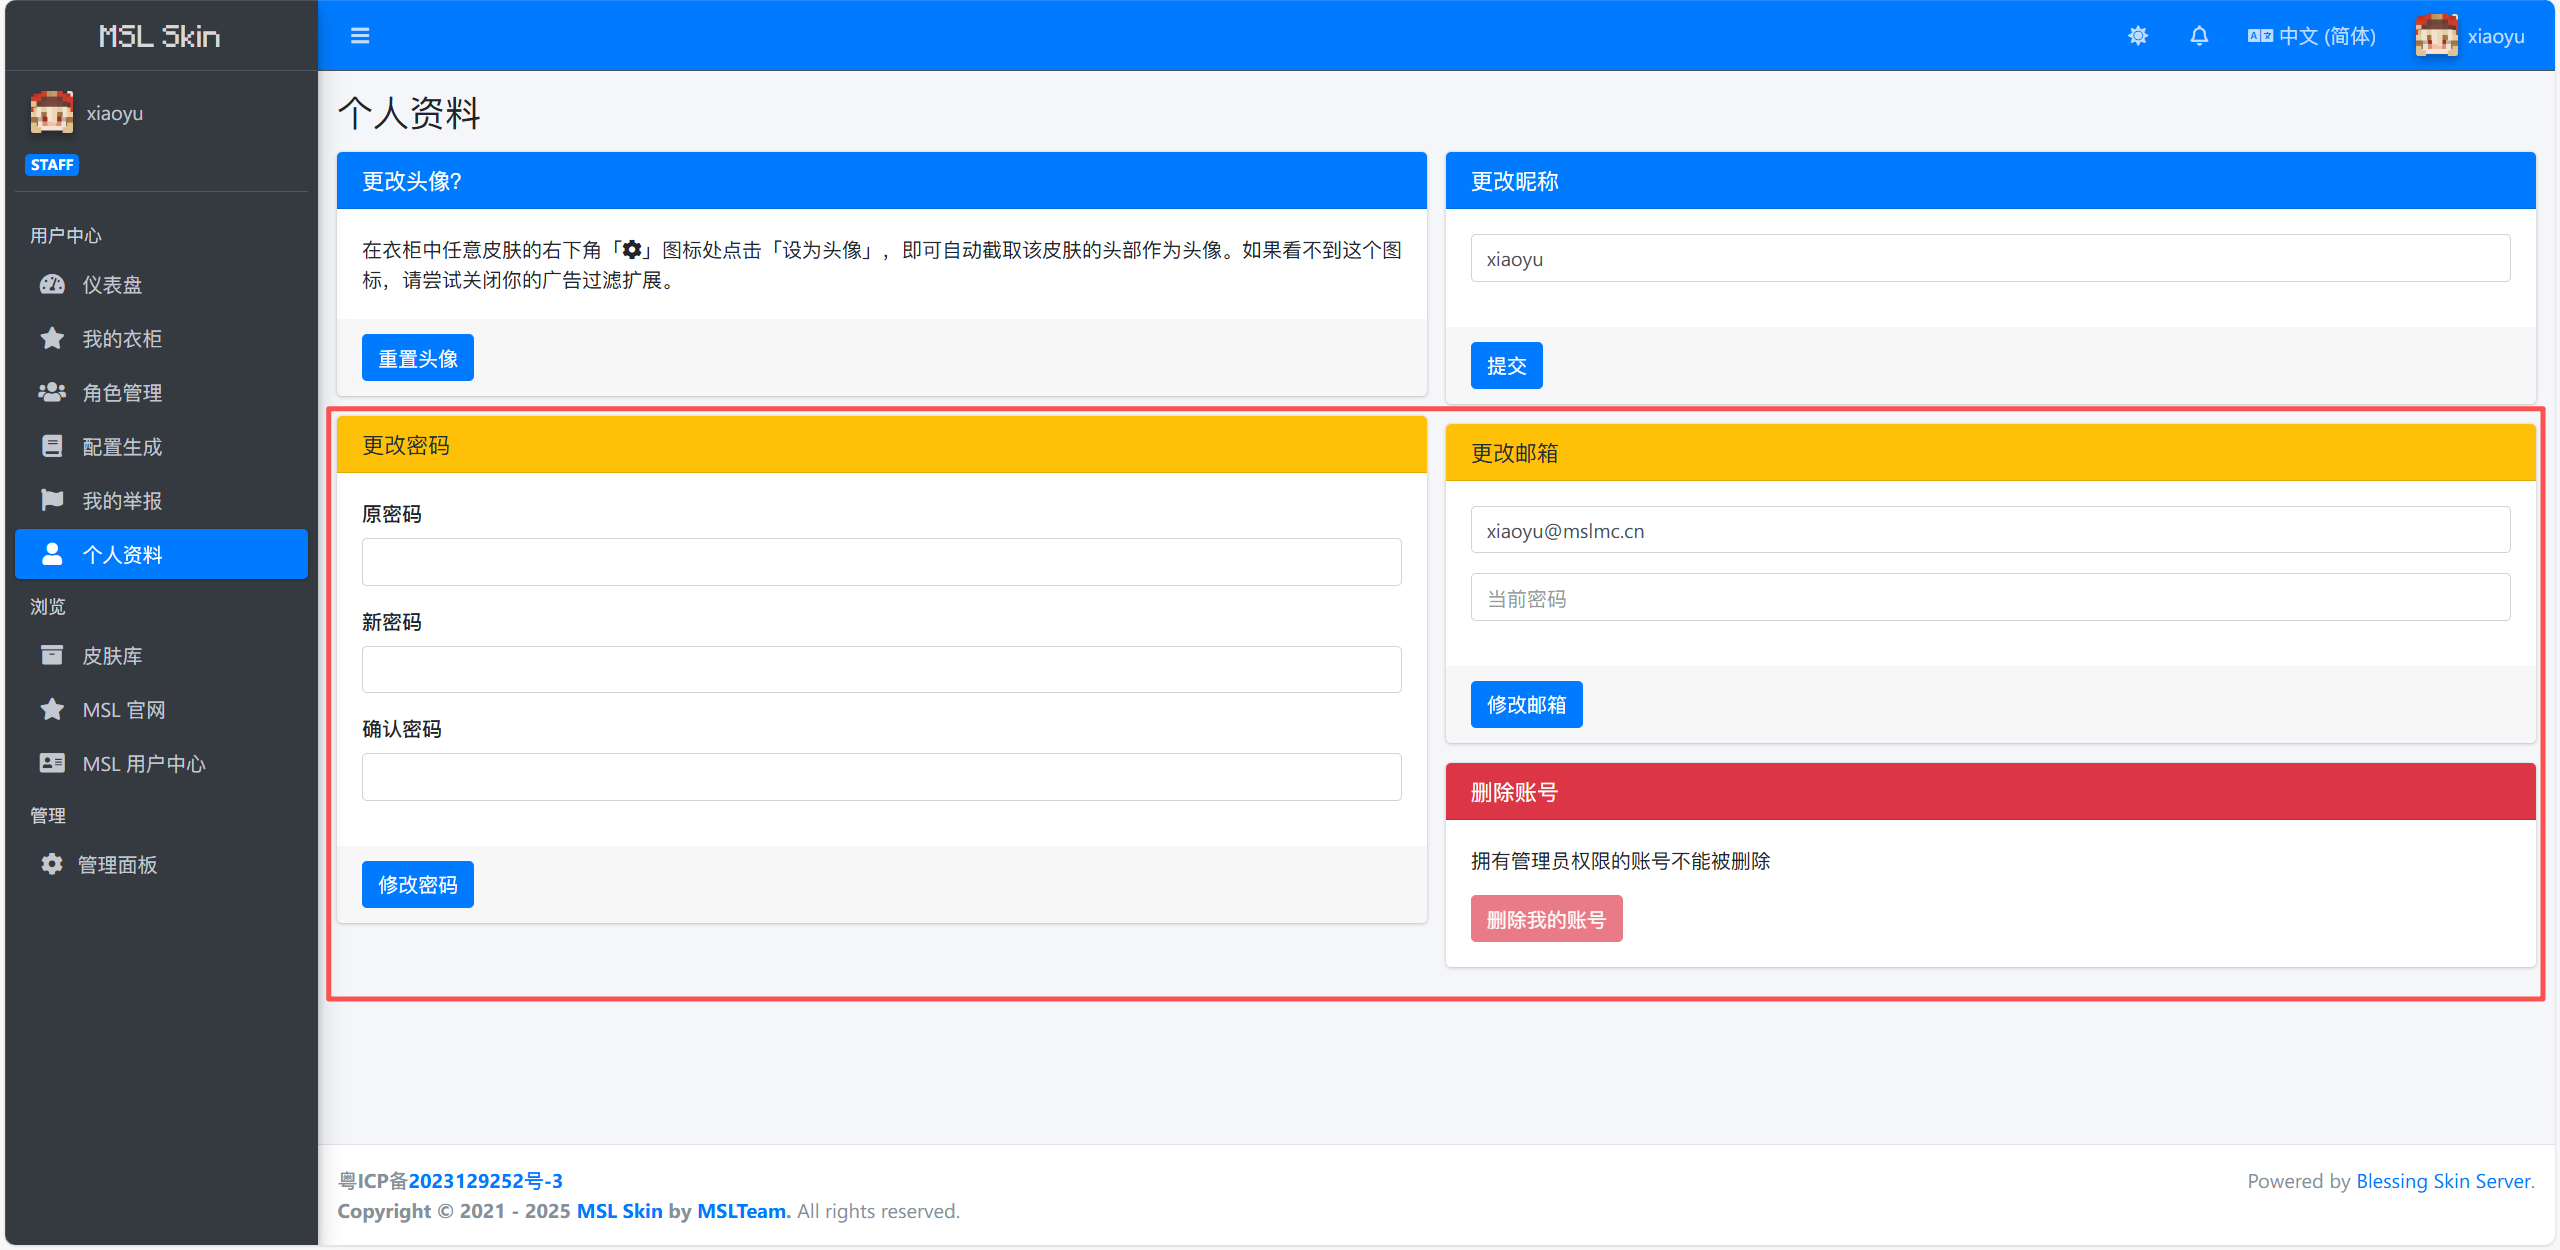 MSL Skin
中文 (简体)
xiaoyu
xiaoyu
STAFF
用户中心
仪表盘
我的衣柜
角色管理
配置生成
我的举报
个人资料
浏览
皮肤库
MSL 官网
MSL 用户中心
管理
管理面板
个人资料
更改头像?
在衣柜中任意皮肤的右下角「」图标处点击「设为头像」，即可自动截取该皮肤的头部作为头像。如果看不到这个图
标，请尝试关闭你的广告过滤扩展。
重置头像
更改昵称
xiaoyu
提交
更改密码
原密码
新密码
确认密码
修改密码
更改邮箱
xiaoyu@mslmc.cn
当前密码
修改邮箱
删除账号
拥有管理员权限的账号不能被删除
删除我的账号
粤ICP备2023129252号-3
Copyright © 2021 - 2025 MSL Skin by MSLTeam. All rights reserved.
Powered by Blessing Skin Server.